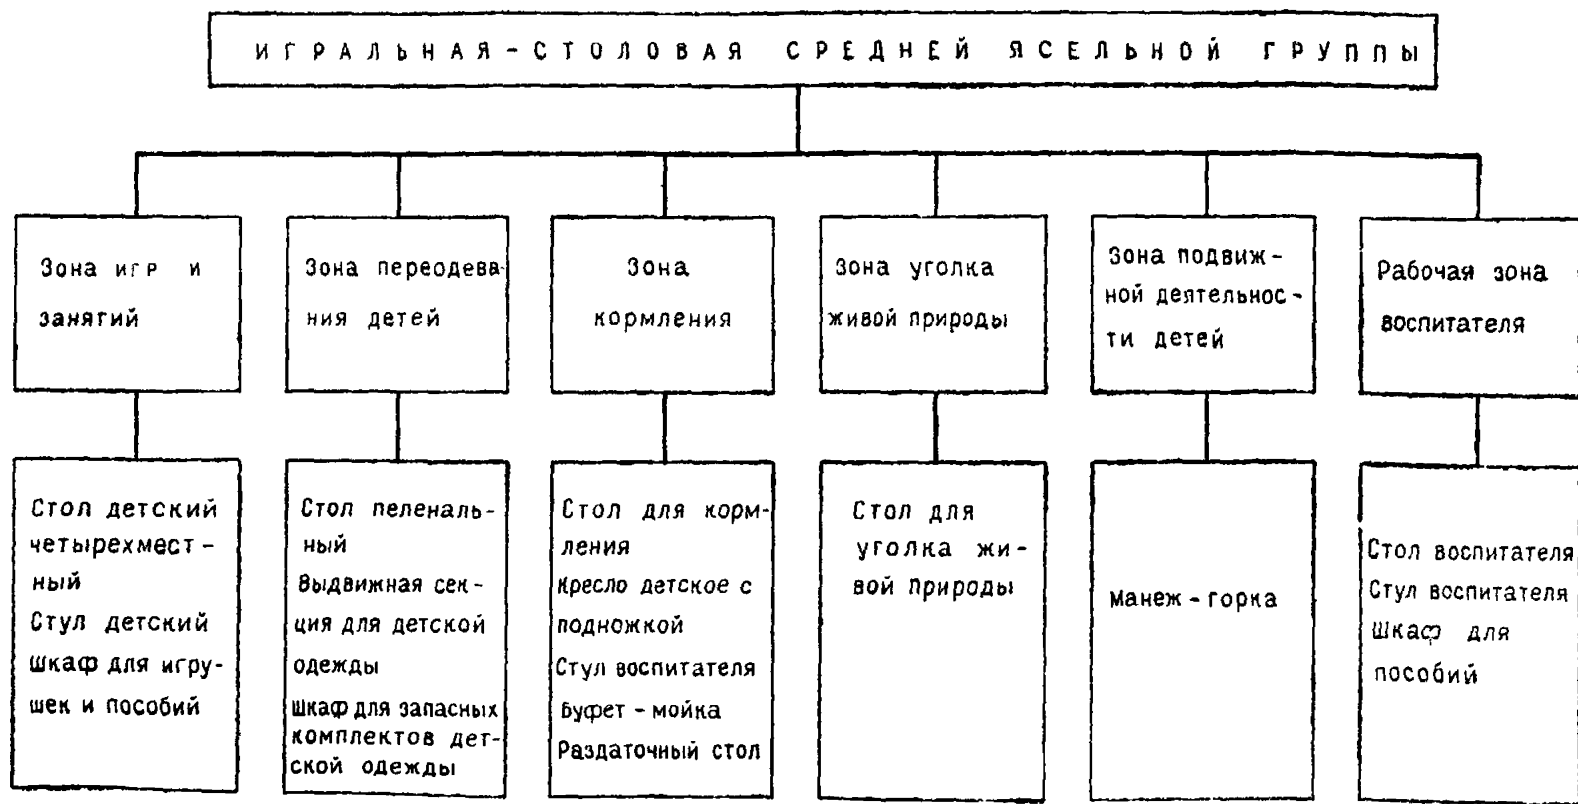 ИГРАЛЬНАЯ-СТОЛОВАЯ СРЕДНЕЙ ЯСЕЛЬНОЙ ГРУППЫ
Зона игр и
занятий
Зона переодева-
ния детей
Зона
кормления
Зона уголка
живой природы
Зона подвиж-
ной деятельнос-
ти детей
Рабочая зона
воспитателя
Стол детский
четырехмест-
ный
Стул детский
Шкаф для игру-
шек и пособий
Стол пеленаль-
ный
Выдвижная сек-
ция для детской
одежды
Шкаф для запасных
комплектов дет-
ской одежды
Стол для корм-
ления
Кресло детское с
подножкой
Стул воспитателя
Буфет - мойка
Раздаточный стол
Стол для
уголка жи-
вой природы
Манеж - горка
Стол воспитателя
Стул воспитателя
Шкаф для
пособий